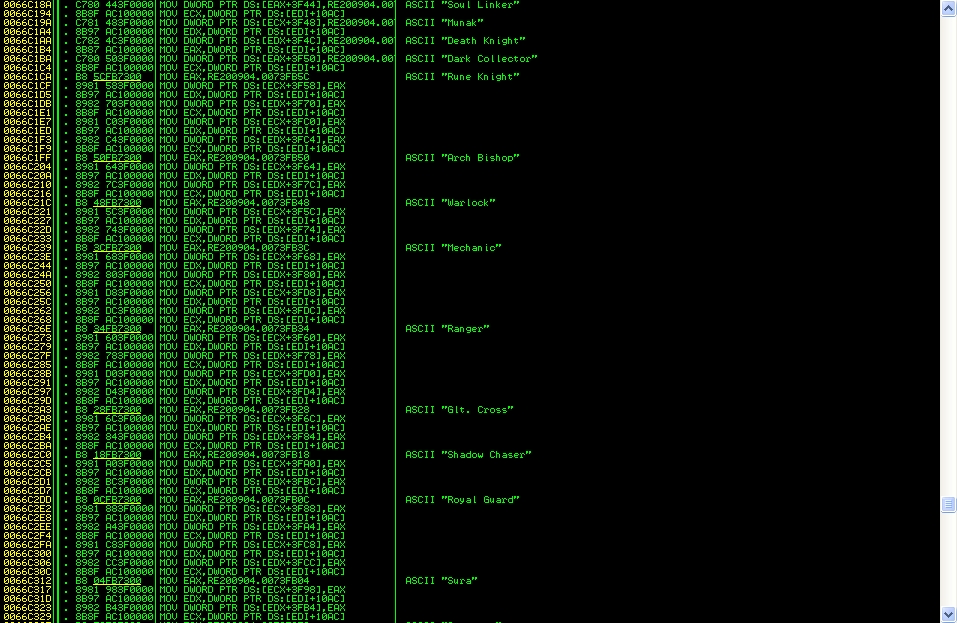 0066C18A . C780 443F0000 MOV DWORD PTR DS:[EAX+3F44],RE200904.00 ASCII "Soul Linker"
0066C194 . 8B8F AC100000 MOV ECX,DWORD PTR DS:[EDI+10AC]
0066C19A . C781 483F0000 MOV DWORD PTR DS:[ECX+3F48],RE200904.00 ASCII "Munak"
0066C1A4 . 8B97 AC100000 MOV EDX,DWORD PTR DS:[EDI+10AC]
0066C1AA . C782 4C3F0000 MOV DWORD PTR DS:[EDX+3F4C],RE200904.00 ASCII "Death Knight"
0066C1B4 . 8B87 AC100000 MOV EAX,DWORD PTR DS:[EDI+10AC]
0066C1BA . C780 503F0000 MOV DWORD PTR DS:[EAX+3F50],RE200904.00 ASCII "Dark Collector"
0066C1C4 . 8B8F AC100000 MOV ECX,DWORD PTR DS:[EDI+10AC]
0066C1CA . B8 5CFB7300 MOV EAX,RE200904.0073FB5C ASCII "Rune Knight"
0066C1CF . 8981 583F0000 MOV DWORD PTR DS:[ECX+3F58],EAX
0066C1D5 . 8B97 AC100000 MOV EDX,DWORD PTR DS:[EDI+10AC]
0066C1DB . 8982 703F0000 MOV DWORD PTR DS:[EDX+3F70],EAX
0066C1E1 . 8B8F AC100000 MOV ECX,DWORD PTR DS:[EDI+10AC]
0066C1E7 . 8981 C03F0000 MOV DWORD PTR DS:[ECX+3FC0],EAX
0066C1ED . 8B97 AC100000 MOV EDX,DWORD PTR DS:[EDI+10AC]
0066C1F3 . 8982 C43F0000 MOV DWORD PTR DS:[EDX+3FC4],EAX
0066C1F9 . 8B8F AC100000 MOV ECX,DWORD PTR DS:[EDI+10AC]
0066C1FF . B8 50FB7300 MOV EAX,RE200904.0073FB50 ASCII "Arch Bishop"
0066C204 . 8981 643F0000 MOV DWORD PTR DS:[ECX+3F64],EAX
0066C20A . 8B97 AC100000 MOV EDX,DWORD PTR DS:[EDI+10AC]
0066C210 . 8982 7C3F0000 MOV DWORD PTR DS:[EDX+3F7C],EAX
0066C216 . 8B8F AC100000 MOV ECX,DWORD PTR DS:[EDI+10AC]
0066C21C . B8 48FB7300 MOV EAX,RE200904.0073FB48 ASCII "Warlock"
0066C221 . 8981 5C3F0000 MOV DWORD PTR DS:[ECX+3F5C],EAX
0066C227 . 8B97 AC100000 MOV EDX,DWORD PTR DS:[EDI+10AC]
0066C22D . 8982 743F0000 MOV DWORD PTR DS:[EDX+3F74],EAX
0066C233 . 8B8F AC100000 MOV ECX,DWORD PTR DS:[EDI+10AC]
0066C239 . B8 3CFB7300 MOV EAX,RE200904.0073FB3C ASCII "Mechanic"
0066C23E . 8981 683F0000 MOV DWORD PTR DS:[ECX+3F68],EAX
0066C244 . 8B97 AC100000 MOV EDX,DWORD PTR DS:[EDI+10AC]
0066C24A . 8982 803F0000 MOV DWORD PTR DS:[EDX+3F80],EAX
0066C250 . 8B8F AC100000 MOV ECX,DWORD PTR DS:[EDI+10AC]
0066C256 . 8981 D83F0000 MOV DWORD PTR DS:[ECX+3FD8],EAX
0066C25C . 8B97 AC100000 MOV EDX,DWORD PTR DS:[EDI+10AC]
0066C262 . 8982 DC3F0000 MOV DWORD PTR DS:[EDX+3FDC],EAX
0066C268 . 8B8F AC100000 MOV ECX,DWORD PTR DS:[EDI+10AC]
0066C26E . B8 34FB7300 MOV EAX,RE200904.0073FB34 ASCII "Ranger"
0066C273 . 8981 603F0000 MOV DWORD PTR DS:[ECX+3F60],EAX
0066C279 . 8B97 AC100000 MOV EDX,DWORD PTR DS:[EDI+10AC]
0066C27F . 8982 783F0000 MOV DWORD PTR DS:[EDX+3F78],EAX
0066C285 . 8B8F AC100000 MOV ECX,DWORD PTR DS:[EDI+10AC]
0066C28B . 8981 D03F0000 MOV DWORD PTR DS:[ECX+3FD0],EAX
0066C291 . 8B97 AC100000 MOV EDX,DWORD PTR DS:[EDI+10AC]
0066C297 . 8982 D43F0000 MOV DWORD PTR DS:[EDX+3FD4],EAX
0066C29D . 8B8F AC100000 MOV ECX,DWORD PTR DS:[EDI+10AC]
0066C2A3 . B8 28FB7300 MOV EAX,RE200904.0073FB28 ASCII "Glt. Cross"
0066C2A8 . 8981 6C3F0000 MOV DWORD PTR DS:[ECX+3F6C],EAX
0066C2AE . 8B97 AC100000 MOV EDX,DWORD PTR DS:[EDI+10AC]
0066C2B4 . 8982 843F0000 MOV DWORD PTR DS:[EDX+3F84],EAX
0066C2BA . 8B8F AC100000 MOV ECX,DWORD PTR DS:[EDI+10AC]
0066C2C0 . B8 18FB7300 MOV EAX,RE200904.0073FB18 ASCII "Shadow Chaser"
0066C2C5 . 8981 A03F0000 MOV DWORD PTR DS:[ECX+3FA0],EAX
0066C2CB . 8B97 AC100000 MOV EDX,DWORD PTR DS:[EDI+10AC]
0066C2D1 . 8982 BC3F0000 MOV DWORD PTR DS:[EDX+3FBC],EAX
0066C2D7 . 8B8F AC100000 MOV ECX,DWORD PTR DS:[EDI+10AC]
0066C2DD . B8 0CFB7300 MOV EAX,RE200904.0073FB0C ASCII "Royal Guard"
0066C2E2 . 8981 883F0000 MOV DWORD PTR DS:[ECX+3F88],EAX
0066C2E8 . 8B97 AC100000 MOV EDX,DWORD PTR DS:[EDI+10AC]
0066C2EE . 8982 A43F0000 MOV DWORD PTR DS:[EDX+3FA4],EAX
0066C2F4 . 8B8F AC100000 MOV ECX,DWORD PTR DS:[EDI+10AC]
0066C2FA . 8981 C83F0000 MOV DWORD PTR DS:[ECX+3FC8],EAX
0066C300 . 8B97 AC100000 MOV EDX,DWORD PTR DS:[EDI+10AC]
0066C306 . 8982 CC3F0000 MOV DWORD PTR DS:[EDX+3FCC],EAX
0066C30C . 8B8F AC100000 MOV ECX,DWORD PTR DS:[EDI+10AC]
0066C312 . B8 04FB7300 MOV EAX,RE200904.0073FB04 ASCII "Sura"
0066C317 . 8981 983F0000 MOV DWORD PTR DS:[ECX+3F98],EAX
0066C31D . 8B97 AC100000 MOV EDX,DWORD PTR DS:[EDI+10AC]
0066C323 . 8982 B43F0000 MOV DWORD PTR DS:[EDX+3FB4],EAX
0066C329 . 8B8F AC100000 MOV ECX,DWORD PTR DS:[EDI+10AC]